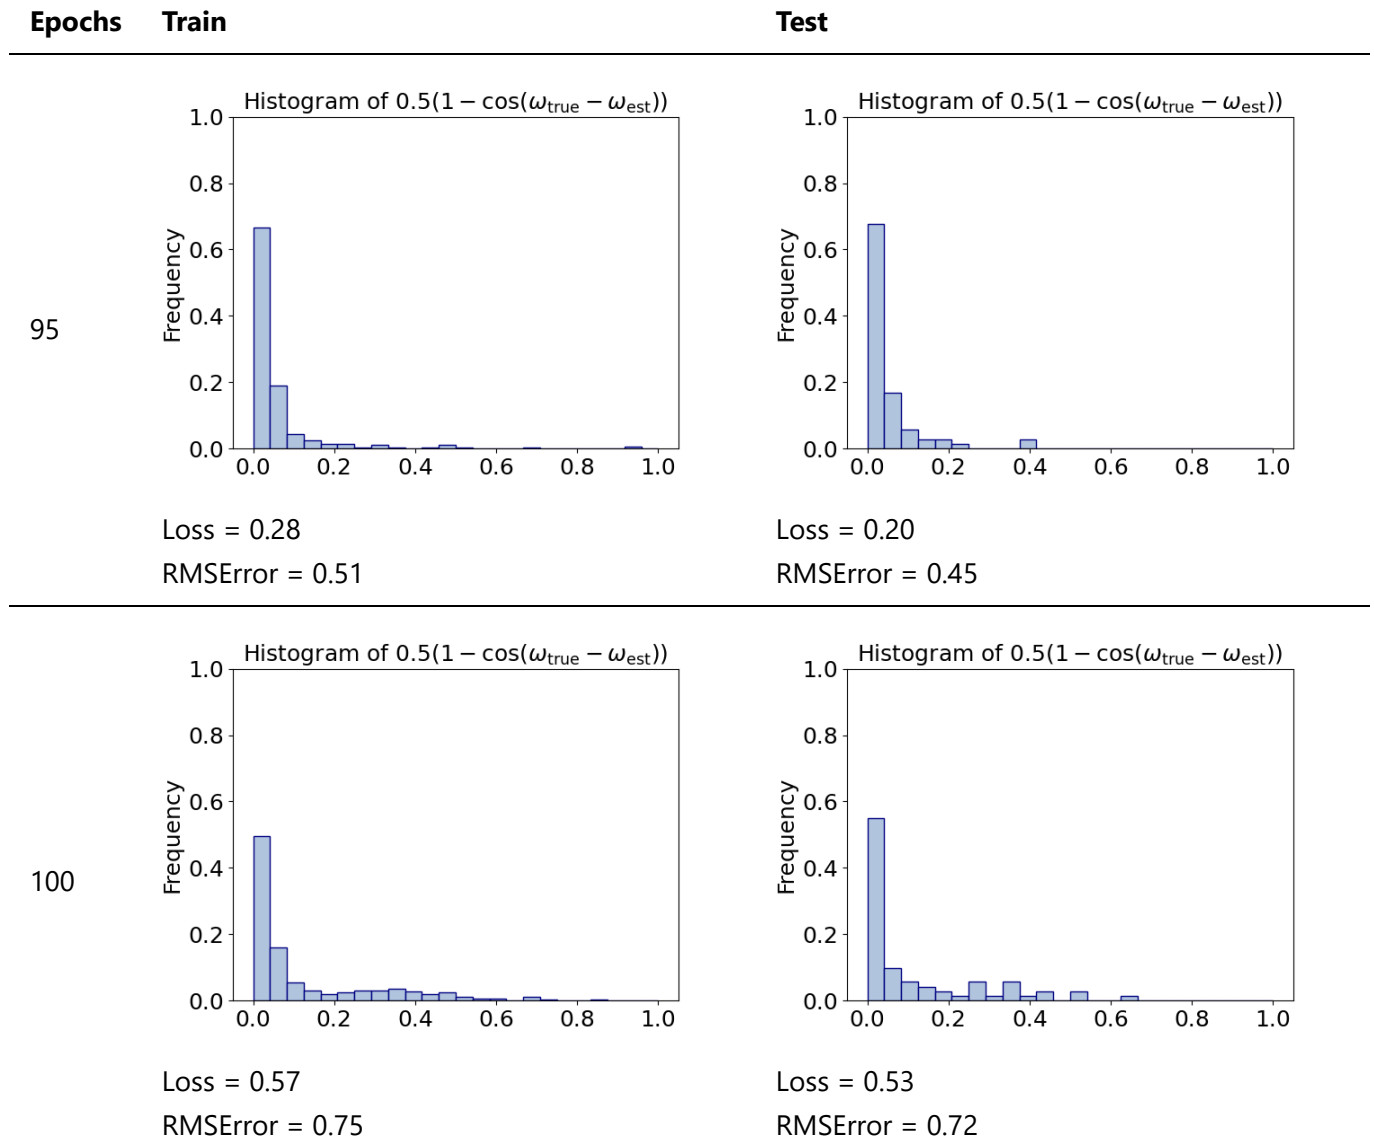 Epochs Train Test
Histogram of 0.5(1 − cos(ω_true − ω_est))
1.0
0.8
0.6
0.4
0.2
0.0
Frequency
0.0 0.2 0.4 0.6 0.8 1.0
Histogram of 0.5(1 − cos(ω_true − ω_est))
1.0
0.8
0.6
0.4
0.2
0.0
Frequency
0.0 0.2 0.4 0.6 0.8 1.0
95
Loss = 0.28
RMSError = 0.51
Loss = 0.20
RMSError = 0.45
Histogram of 0.5(1 − cos(ω_true − ω_est))
1.0
0.8
0.6
0.4
0.2
0.0
Frequency
0.0 0.2 0.4 0.6 0.8 1.0
Histogram of 0.5(1 − cos(ω_true − ω_est))
1.0
0.8
0.6
0.4
0.2
0.0
Frequency
0.0 0.2 0.4 0.6 0.8 1.0
100
Loss = 0.57
RMSError = 0.75
Loss = 0.53
RMSError = 0.72